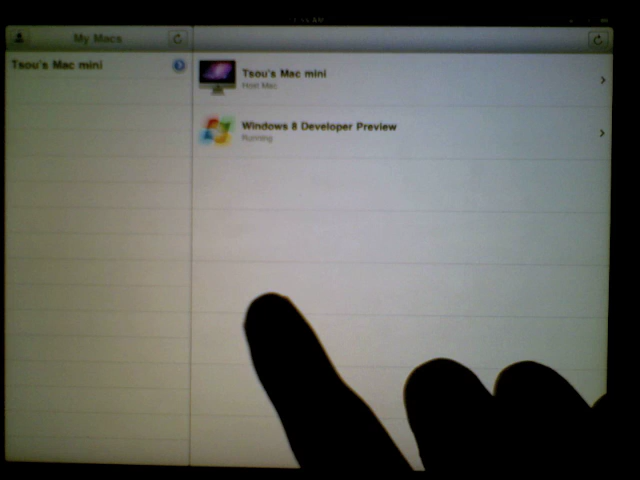 My Macs
Tsou's Mac mini
Tsou's Mac mini
Host Mac
Windows 8 Developer Preview
Running